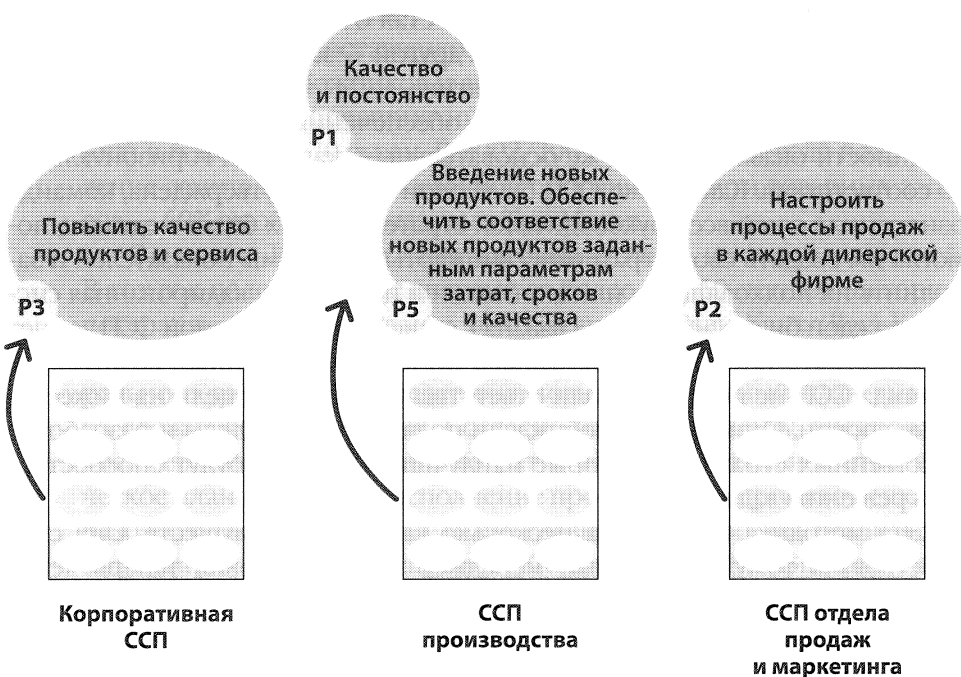 Качество
и постоянство
P1
Повысить качество
продуктов и сервиса
P3
Введение новых
продуктов. Обеспе-
чить соответствие
новых продуктов задан-
ным параметрам
затрат, сроков
и качества
P5
Настроить
процессы продаж
в каждой дилерской
фирме
P2
Корпоративная
ССП
ССП
производства
ССП отдела
продаж
и маркетинга